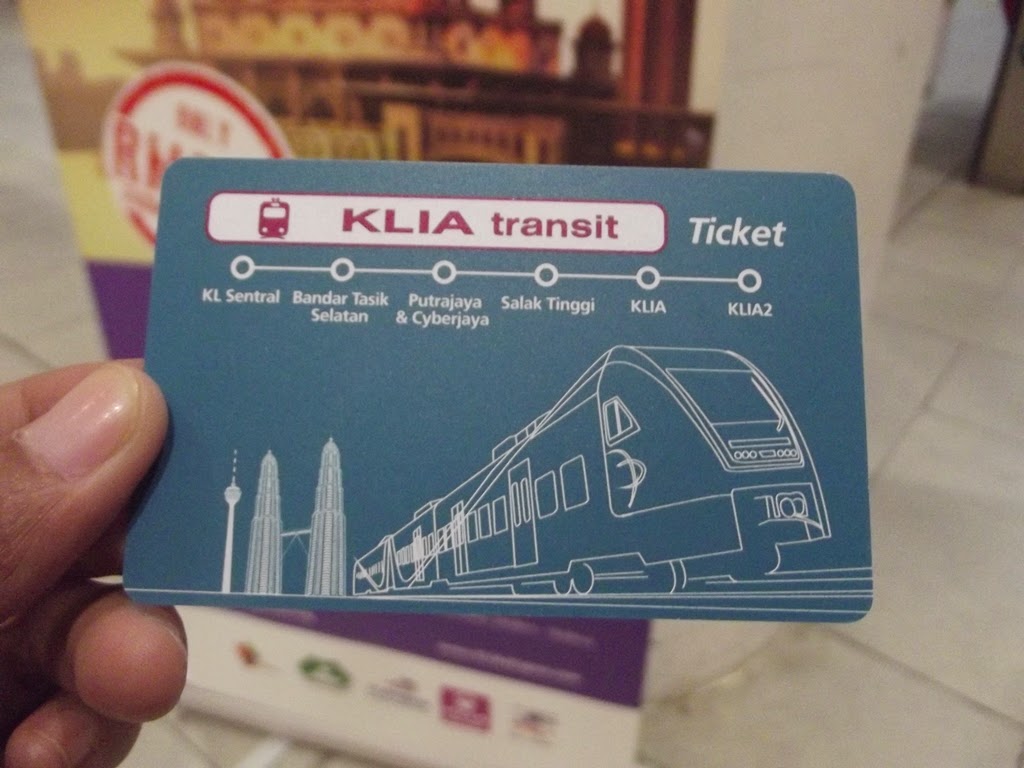 KLIA transit Ticket
KL Sentral
Bandar Tasik
Selatan
Putrajaya
& Cyberjaya
Salak Tinggi
KLIA
KLIA2